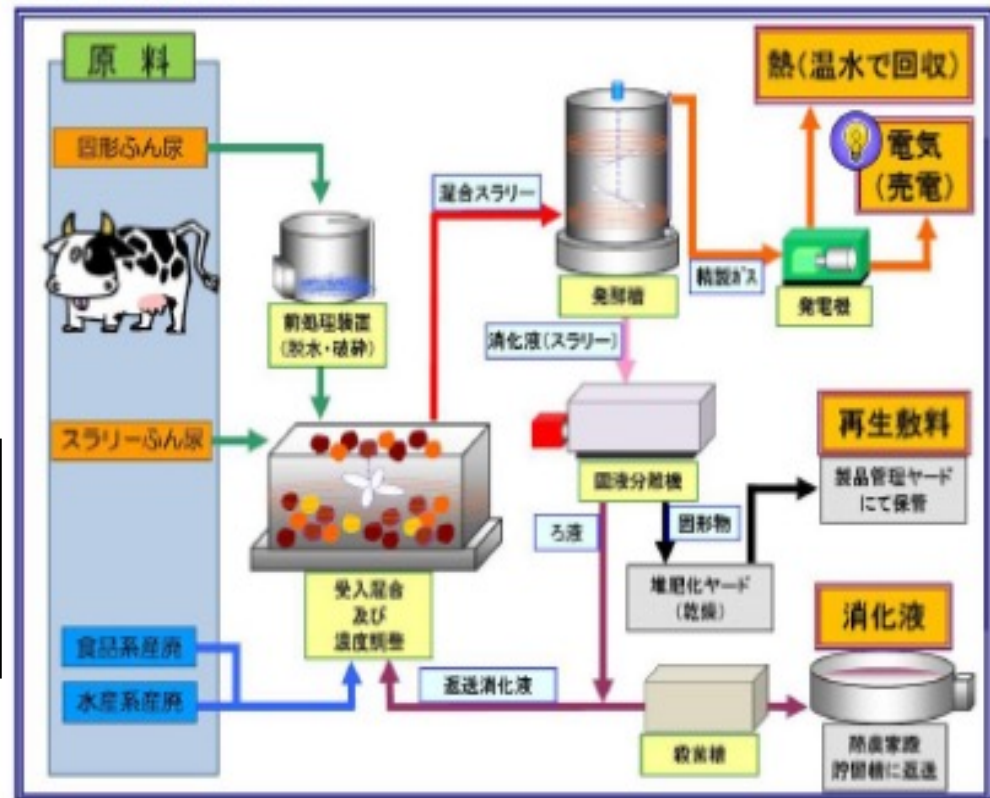 原料
固形ふん尿
スラリーふん尿
食品系産廃
水産系産廃
前処理装置
(脱水・破砕)
受入混合
及び
濃度調整
混合スラリー
発酵槽
精製ガス
発電機
熱(温水で回収)
電気
(売電)
消化液(スラリー)
固液分離機
ろ液
固形物
堆肥化ヤード
(乾燥)
再生敷料
製品管理ヤード
にて保管
返送消化液
殺菌槽
消化液
酪農家際
貯留槽に返送